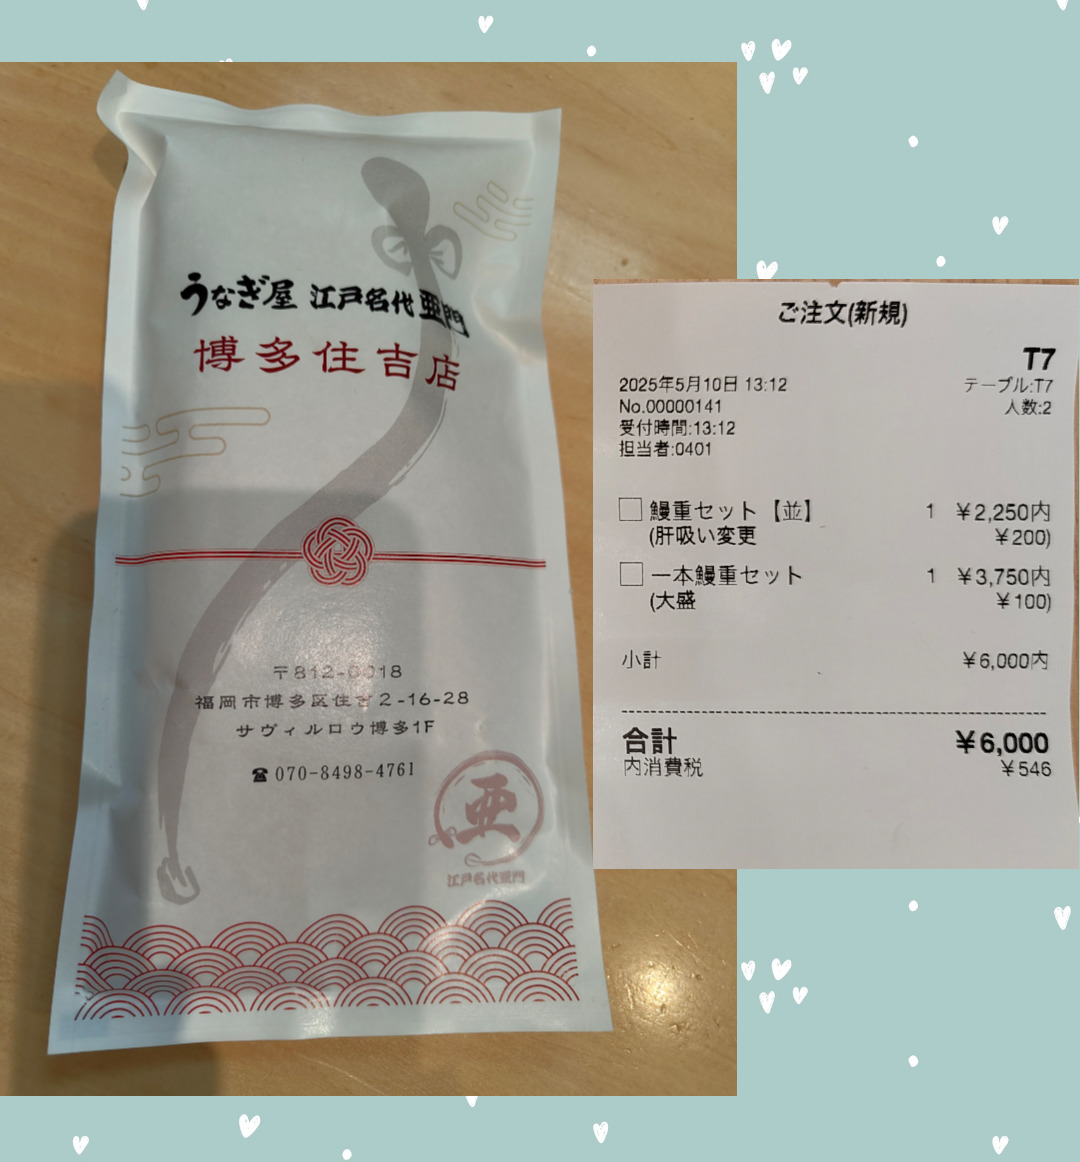 うなぎ屋 江戸名代 亜門
博多住吉店
〒812-0018
福岡市博多区住吉2-16-28
サヴィルロウ博多1F
☎070-8498-4761
亜
江戸名代亜門
ご注文(新規)
T7
2025年5月10日 13:12 テーブル:T7
No.00000141 人数:2
受付時間:13:12
担当者:0401
鰻重セット【並】 1 ¥2,250内
(肝吸い変更 ¥200)
一本鰻重セット 1 ¥3,750内
(大盛 ¥100)
小計 ¥6,000内
合計 ¥6,000
内消費税 ¥546